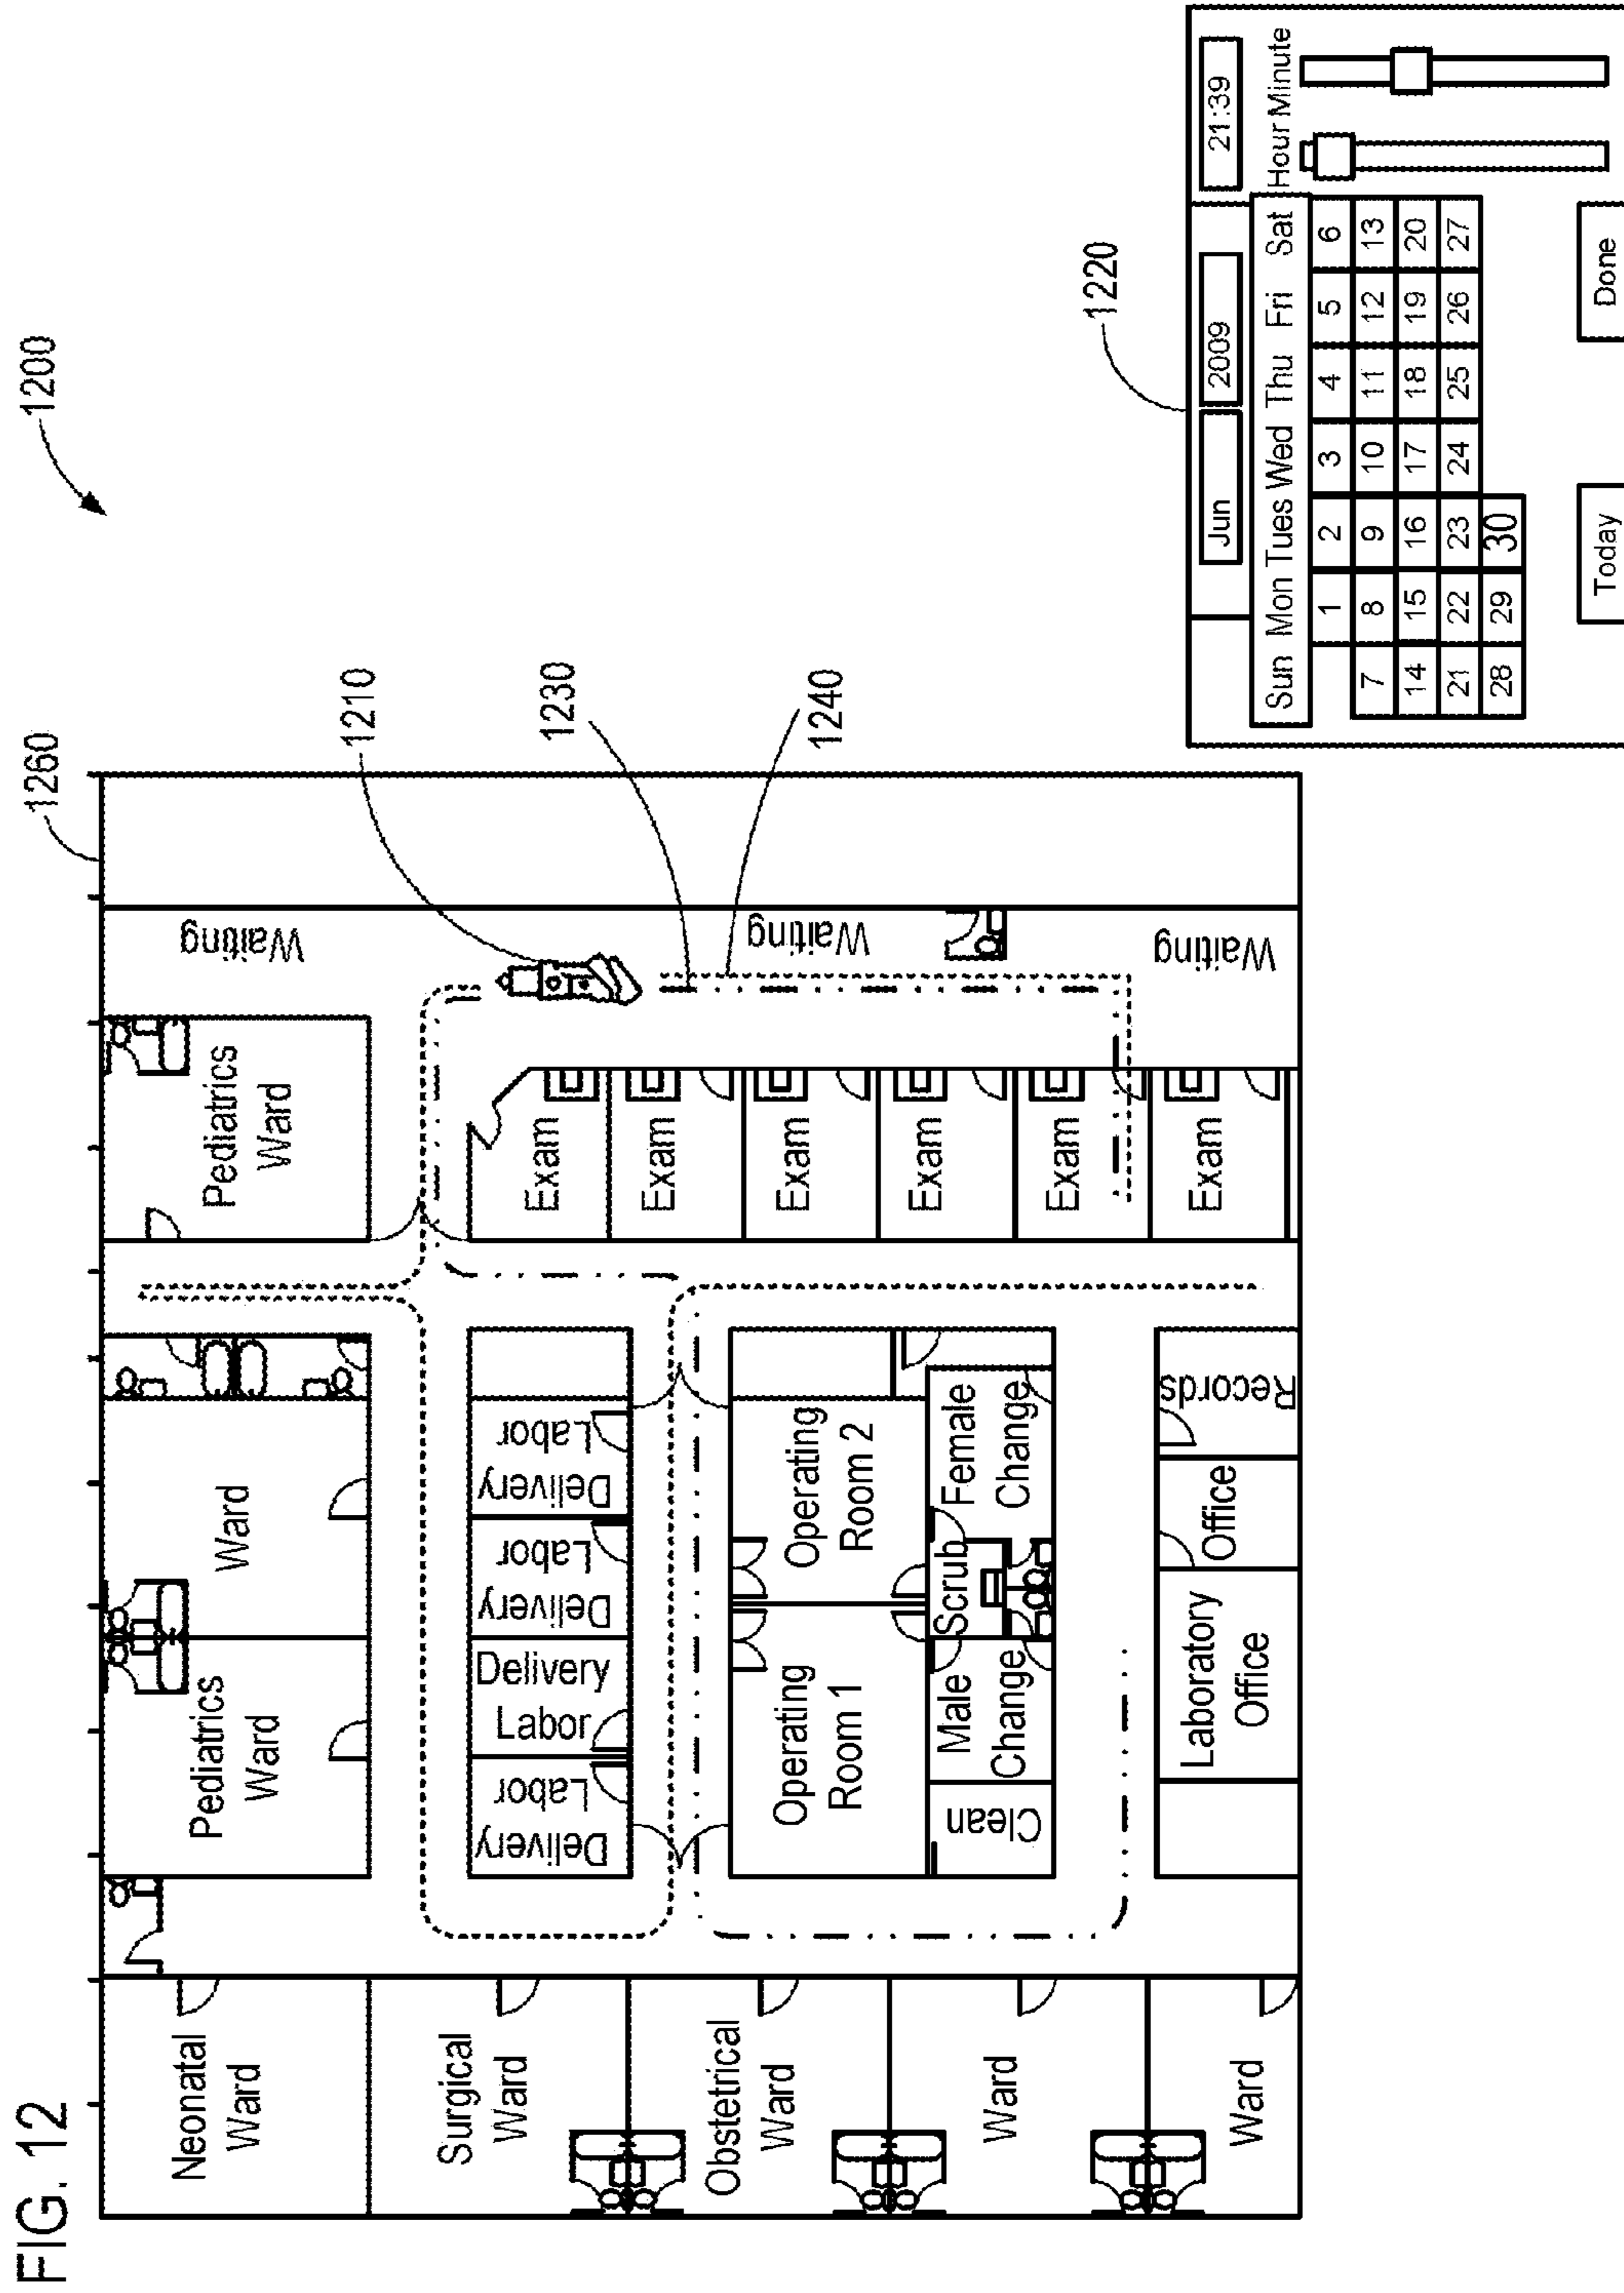 FIG. 12
1200
1260
1210
1230
1240
1220
Neonatal
Ward
Pediatrics
Ward
Ward
Pediatrics
Ward
Waiting
Surgical
Ward
Delivery
Labor
Delivery
Labor
Delivery
Labor
Delivery
Labor
Exam
Exam
Exam
Exam
Exam
Exam
Waiting
Waiting
Obstetrical
Ward
Operating
Room 1
Operating
Room 2
Ward
Clean
Male
Change
Scrub
Female
Change
Ward
Laboratory
Office
Office
Records
Jun
2009
21:39
Sun Mon Tues Wed Thu Fri Sat
Hour Minute
1 2 3 4 5 6
7 8 9 10 11 12 13
14 15 16 17 18 19 20
21 22 23 24 25 26 27
28 29 30
Today
Done